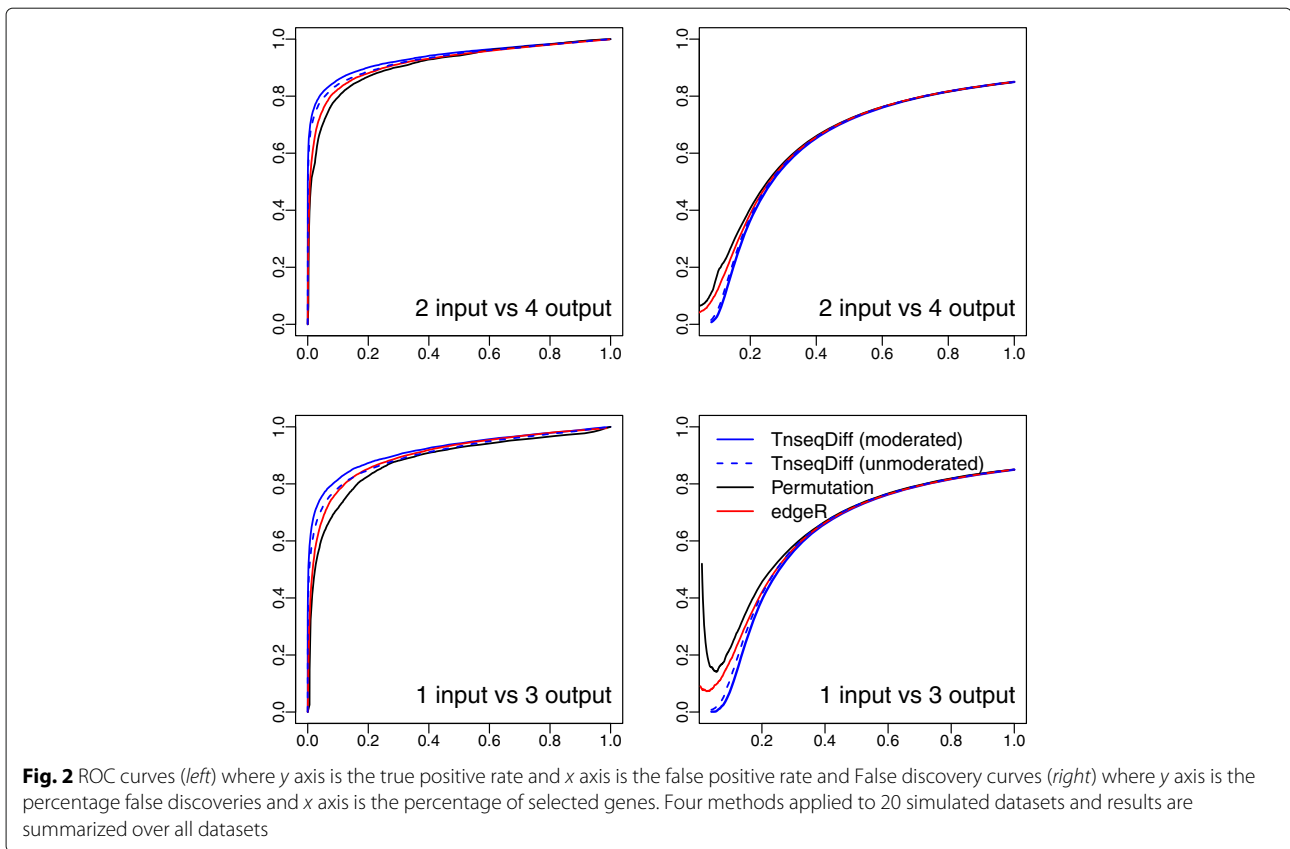 0.0 0.2 0.4 0.6 0.8 1.0
2 input vs 4 output
0.0 0.2 0.4 0.6 0.8 1.0
0.0 0.2 0.4 0.6 0.8 1.0
2 input vs 4 output
0.2 0.4 0.6 0.8 1.0
0.0 0.2 0.4 0.6 0.8 1.0
1 input vs 3 output
0.0 0.2 0.4 0.6 0.8 1.0
0.0 0.2 0.4 0.6 0.8 1.0
TnseqDiff (moderated)
TnseqDiff (unmoderated)
Permutation
edgeR
1 input vs 3 output
0.2 0.4 0.6 0.8 1.0
Fig. 2 ROC curves (left) where y axis is the true positive rate and x axis is the false positive rate and False discovery curves (right) where y axis is the
percentage false discoveries and x axis is the percentage of selected genes. Four methods applied to 20 simulated datasets and results are
summarized over all datasets